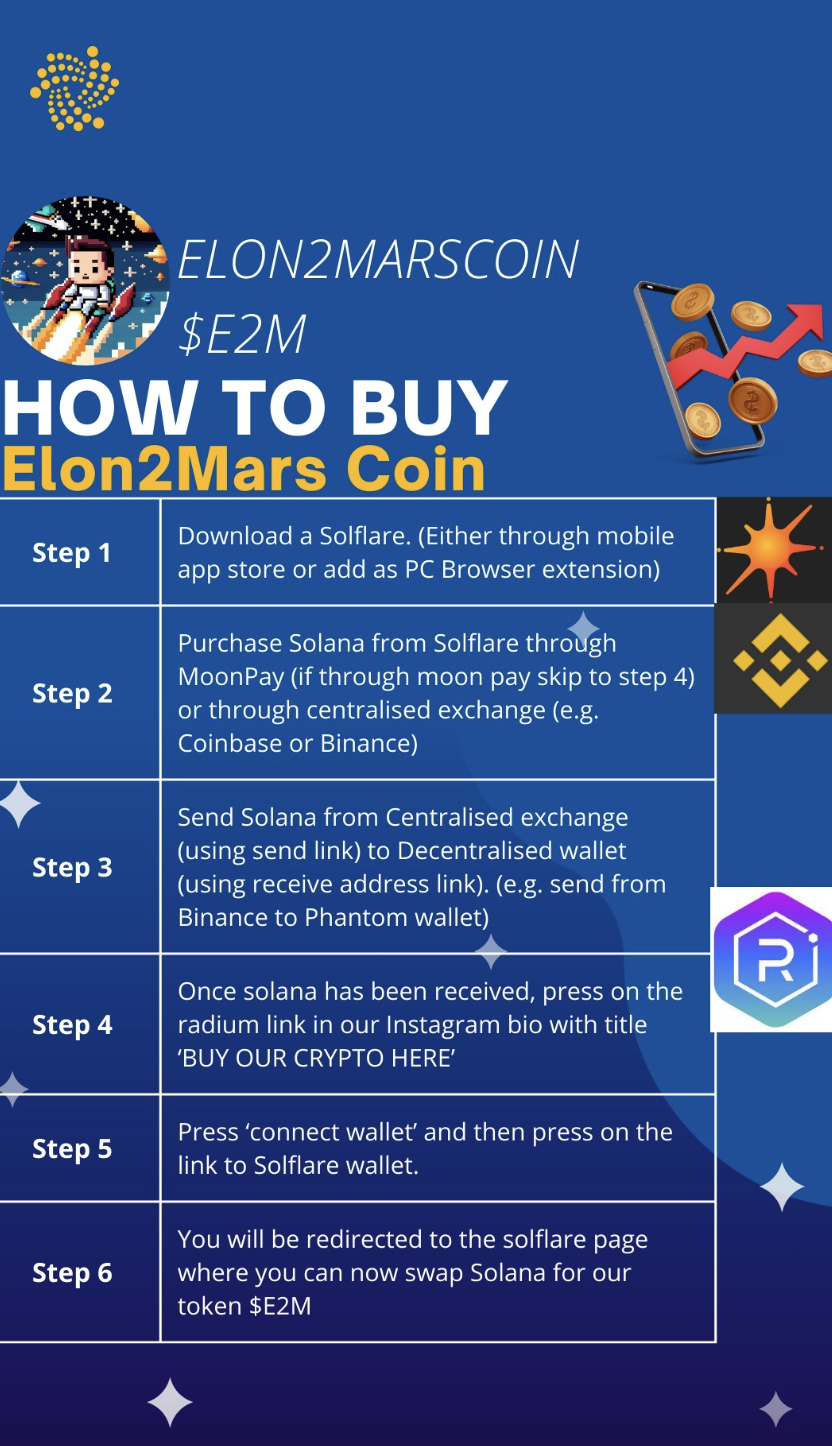 ELON2MARSCOIN
$E2M
HOW TO BUY
Elon2Mars Coin
Step 1
Download a Solflare. (Either through mobile
app store or add as PC Browser extension)
Step 2
Purchase Solana from Solflare through
MoonPay (if through moon pay skip to step 4)
or through centralised exchange (e.g.
Coinbase or Binance)
Step 3
Send Solana from Centralised exchange
(using send link) to Decentralised wallet
(using receive address link). (e.g. send from
Binance to Phantom wallet)
Step 4
Once solana has been received, press on the
radium link in our Instagram bio with title
‘BUY OUR CRYPTO HERE’
Step 5
Press ‘connect wallet’ and then press on the
link to Solflare wallet.
Step 6
You will be redirected to the solflare page
where you can now swap Solana for our
token $E2M